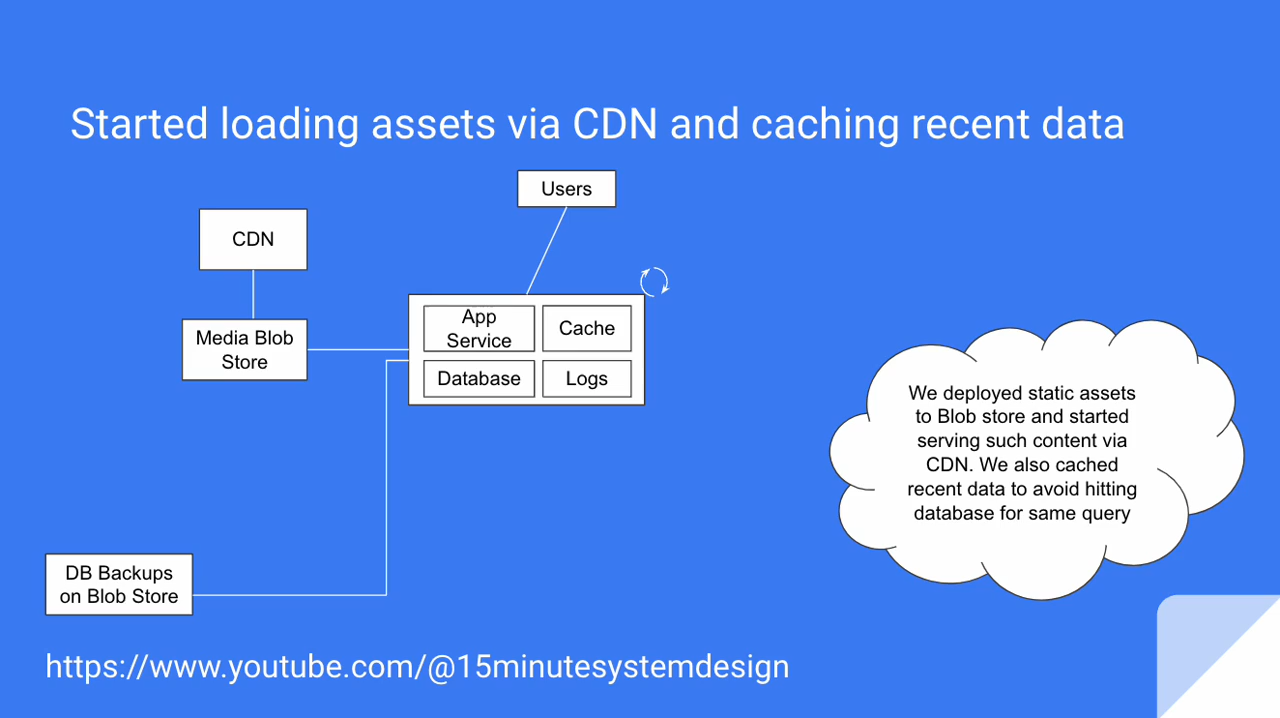 Started loading assets via CDN and caching recent data
Users
CDN
Media Blob
Store
App
Service
Cache
Database
Logs
We deployed static assets
to Blob store and started
serving such content via
CDN. We also cached
recent data to avoid hitting
database for same query
DB Backups
on Blob Store
https://www.youtube.com/@15minutesystemdesign